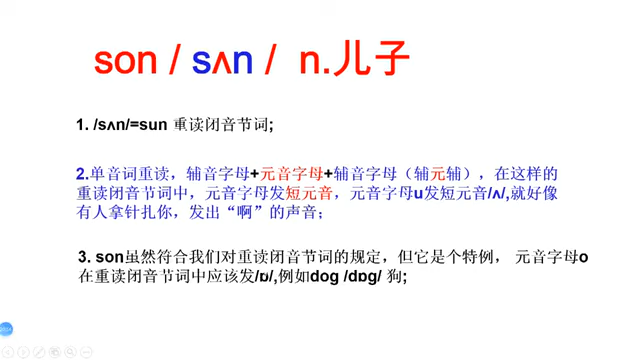 son / sʌn /  n.儿子
1. /sʌn/=sun 重读闭音节词;
2.单音词重读，辅音字母+元音字母+辅音字母（辅元辅），在这样的
重读闭音节词中，元音字母发短元音，元音字母u发短元音/ʌ/,就好像
有人拿针扎你，发出“啊”的声音；
3. son虽然符合我们对重读闭音节词的规定，但它是个特例， 元音字母o
在重读闭音节词中应该发/ɒ/,例如dog /dɒg/ 狗;